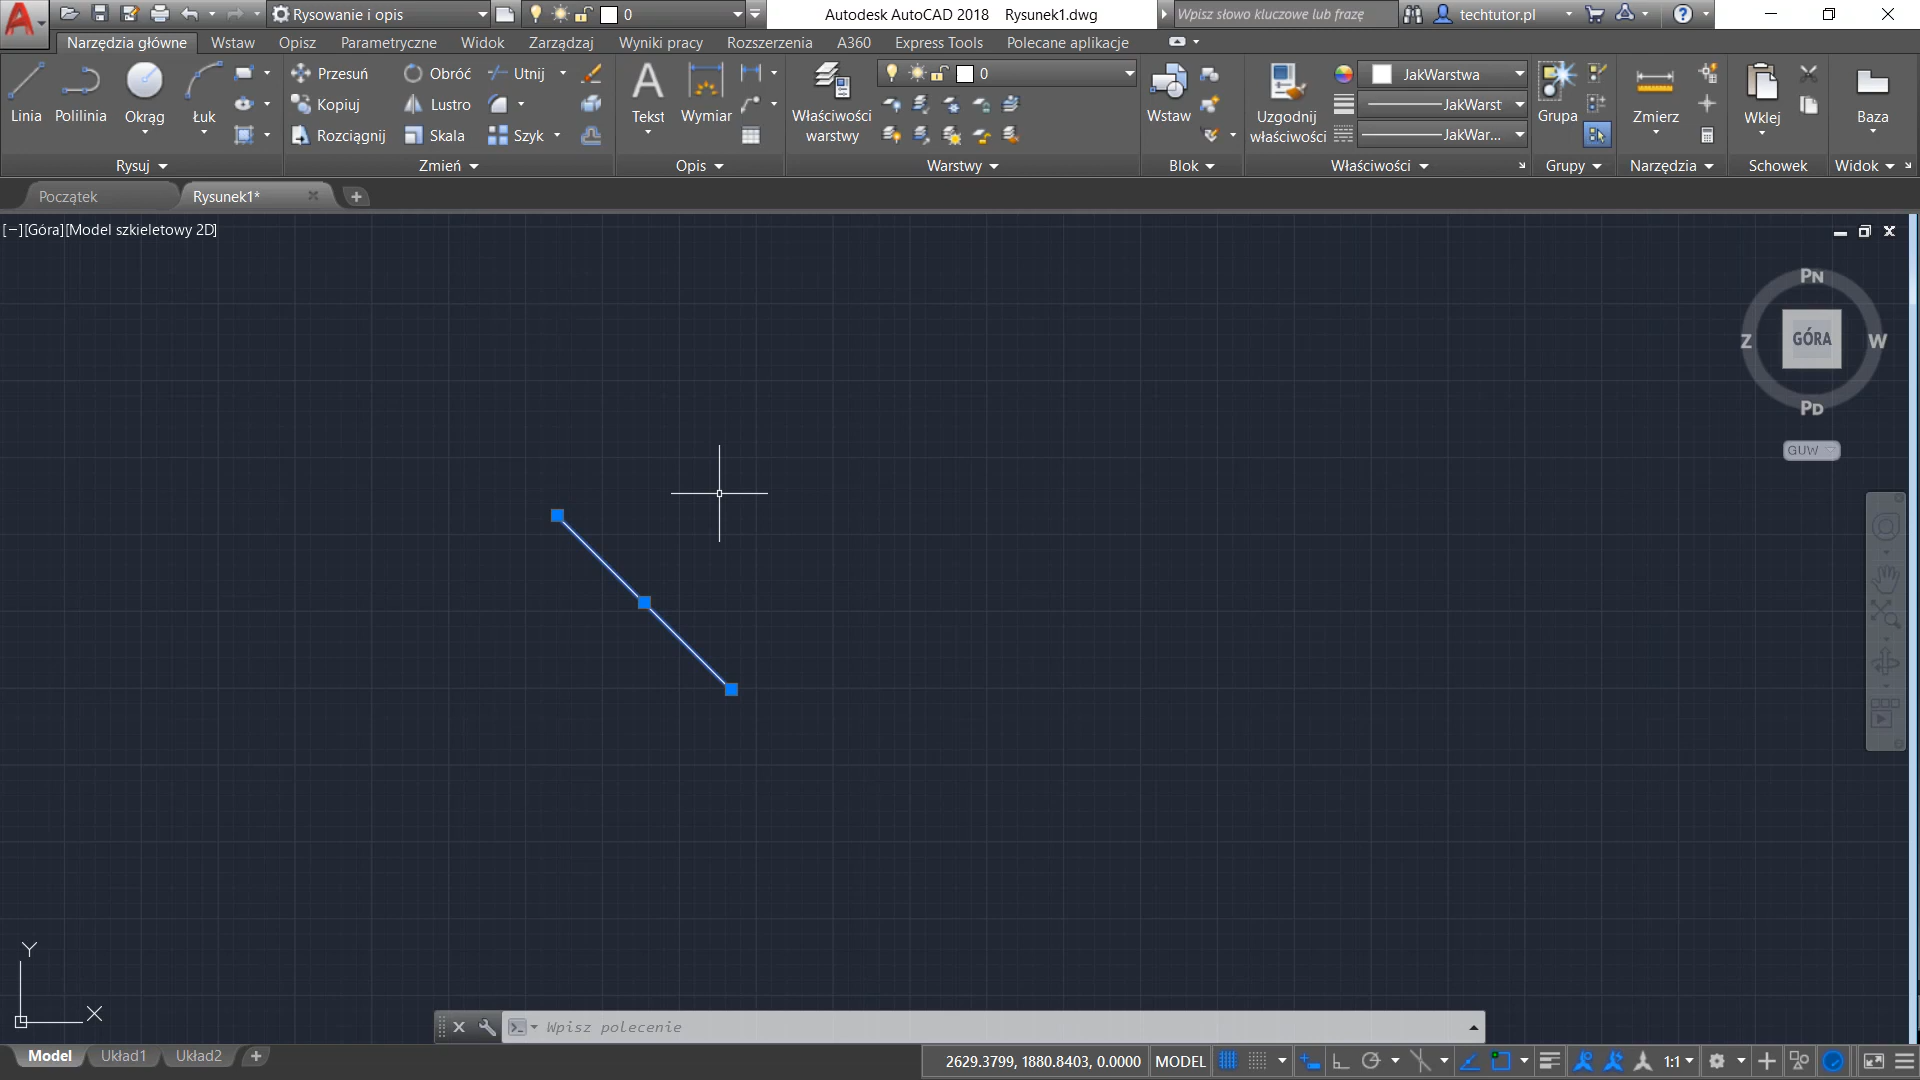 Rysowanie i opis
0
Autodesk AutoCAD 2018 Rysunek1.dwg
Wpisz słowo kluczowe lub frazę
techtutor.pl
Narzędzia główne Wstaw Opisz Parametryczne Widok Zarządzaj Wyniki pracy Rozszerzenia A360 Express Tools Polecane aplikacje
Linia Polilinia Okrąg Łuk
Rysuj
Przesuń Obróć Utnij
Kopiuj Lustro
Rozciągnij Skala Szyk
Zmień
Tekst Wymiar
Opis
Właściwości
warstwy
0
Warstwy
Wstaw
Blok
Uzgodnij
właściwości
JakWarstwa
JakWarst
JakWar...
Właściwości
Grupa
Grupy
Zmierz
Narzędzia
Wklej
Schowek
Baza
Widok
Początek Rysunek1*
[−][Góra][Model szkieletowy 2D]
PN
Z GÓRA W
PD
GUW
Y
X
Wpisz polecenie
Model Układ1 Układ2
2629.3799, 1880.8403, 0.0000 MODEL 1:1